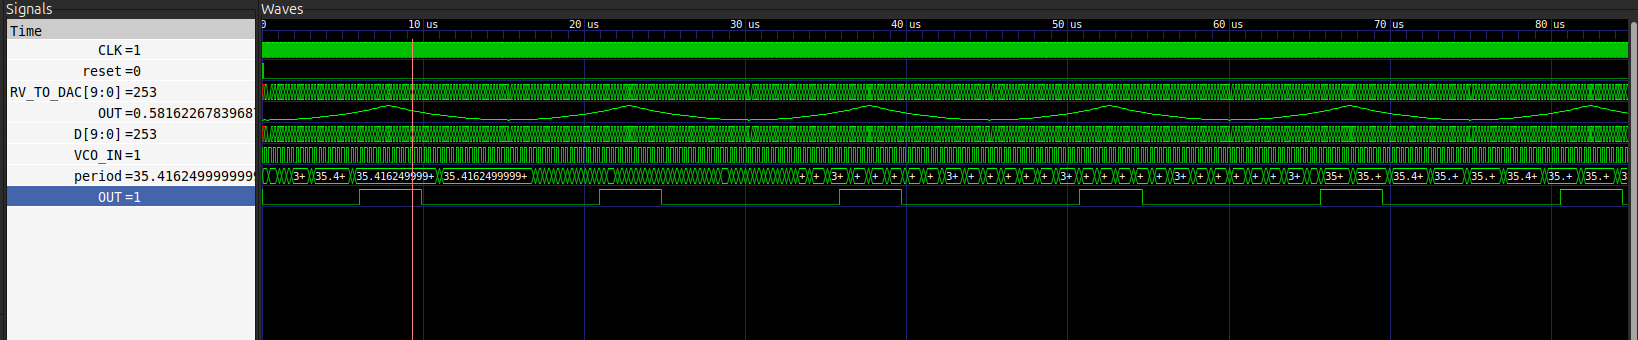 Signals
Waves
Time
0 10 us 20 us 30 us 40 us 50 us 60 us 70 us 80 us
CLK =1
reset =0
RV_TO_DAC[9:0] =253
OUT =0.5816226783968
D[9:0] =253
VCO_IN =1
period =35.4162499999999 3+ 35.4+ 35.416249999+ 35.4162499999+ + + 3+ + + + + + 3+ + + + + + 3+ + + + + + 3+ + + + 3+ 35+ 35.+ 35.4+ 35.+ 35.+ 35.4+ 35.+ 35.+ 3
OUT =1